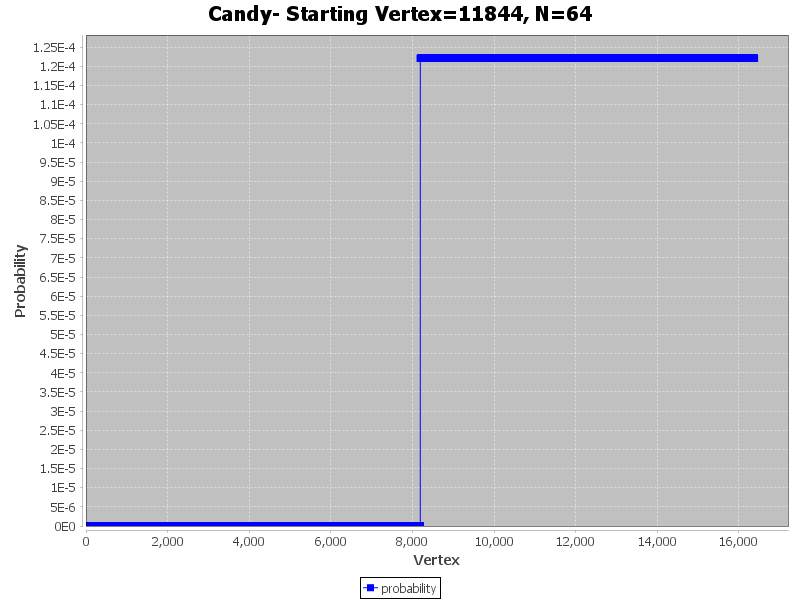 Candy- Starting Vertex=11844, N=64
1.25E-4
1.2E-4
1.15E-4
1.1E-4
1.05E-4
1E-4
9.5E-5
9E-5
8.5E-5
8E-5
7.5E-5
7E-5
6.5E-5
6E-5
5.5E-5
5E-5
4.5E-5
4E-5
3.5E-5
3E-5
2.5E-5
2E-5
1.5E-5
1E-5
5E-6
0E0
Probability
0 2,000 4,000 6,000 8,000 10,000 12,000 14,000 16,000
Vertex
probability